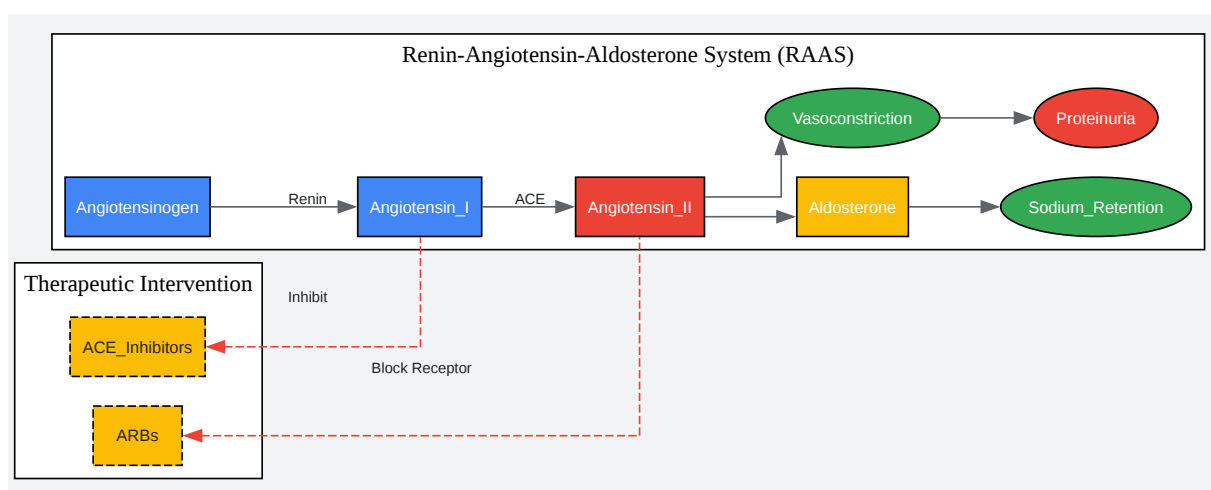 Renin-Angiotensin-Aldosterone System (RAAS)
Vasoconstriction
Proteinuria
Angiotensinogen
Renin
Angiotensin_I
ACE
Angiotensin_II
Aldosterone
Sodium_Retention
Therapeutic Intervention
Inhibit
ACE_Inhibitors
Block Receptor
ARBs